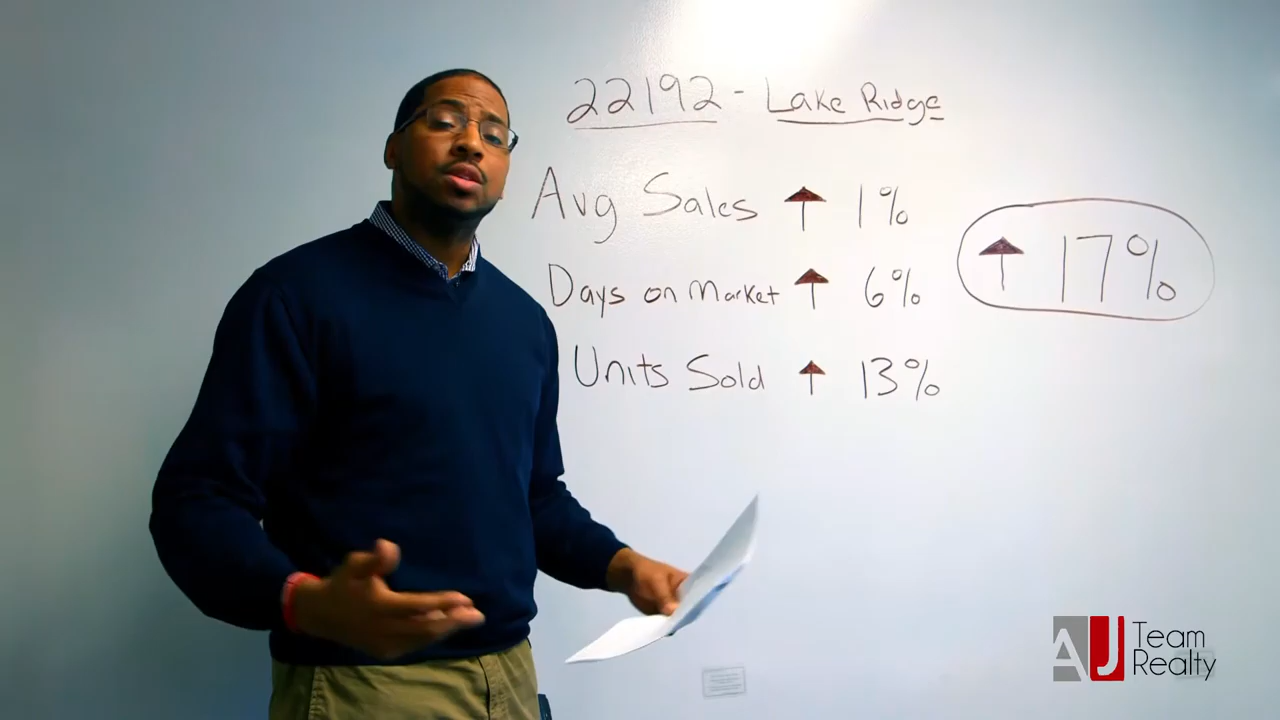 22192 - Lake Ridge
Avg Sales ↑ 1%
↑ 17%
Days on Market ↑ 6%
Units Sold ↑ 13%
AJ Team
Realty